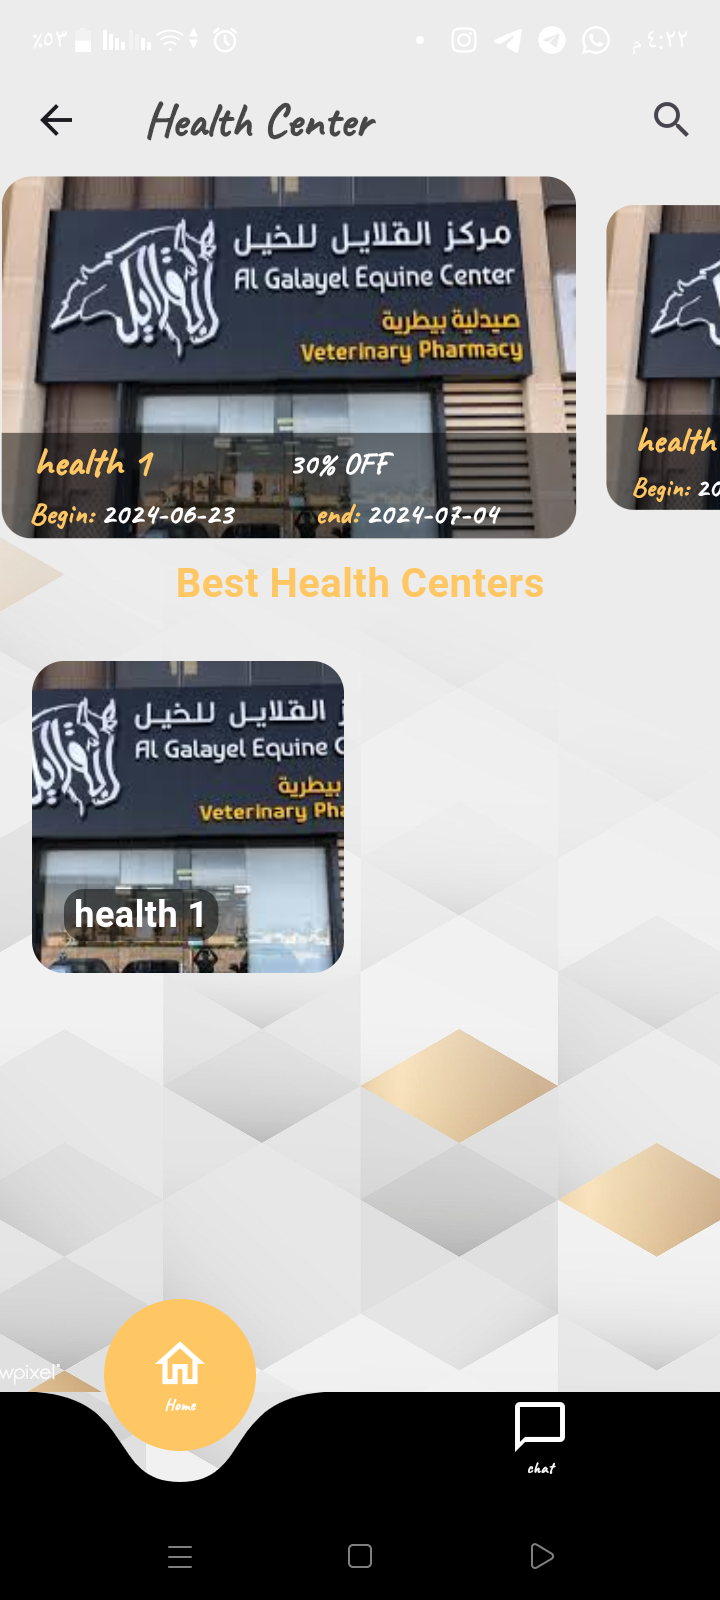 ٪٥٣
٤:٢٢ م
Health Center
مركز القلايل للخيل
Al Galayel Equine Center
صيدلية بيطرية
Veterinary Pharmacy
القلايل
health 1
30% OFF
Begin: 2024-06-23
end: 2024-07-04
health
Begin: 20
Best Health Centers
القلايل للخيل
Al Galayel Equine C
بيطرية
Veterinary Pha
health 1
wpixel
Home
chat